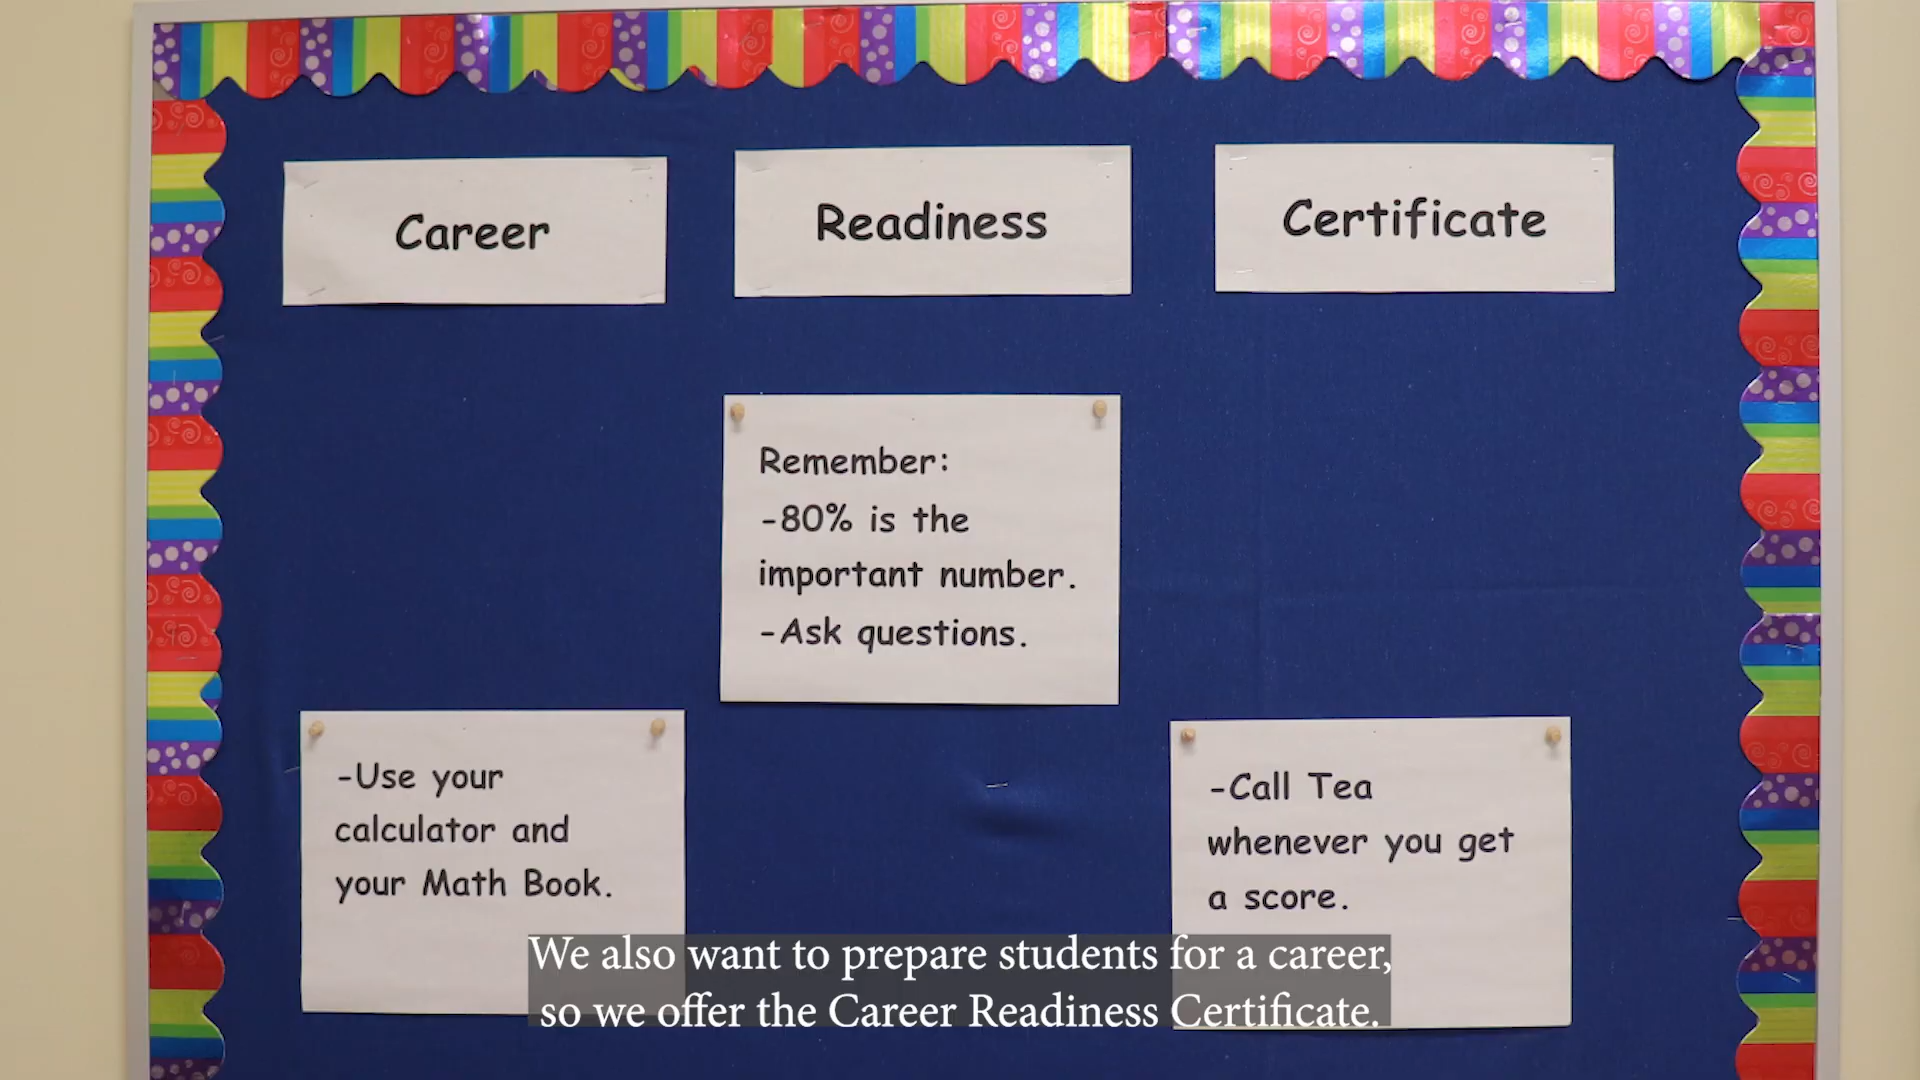 Career
Readiness
Certificate
Remember:
-80% is the
important number.
-Ask questions.
-Use your
calculator and
your Math Book.
-Call Tea
whenever you get
a score.
We also want to prepare students for a career,
so we offer the Career Readiness Certificate.